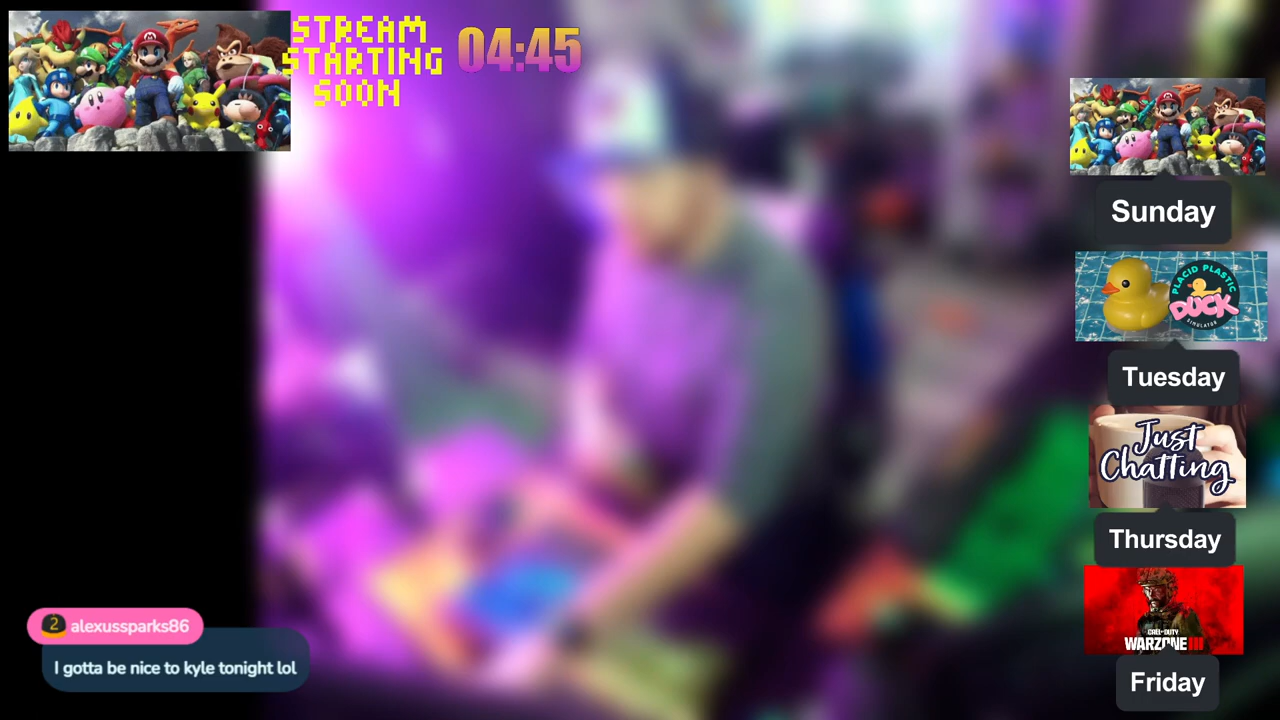 STREAM
STARTING
SOON
04:45
Sunday
PLACID PLASTIC
DUCK
SIMULATOR
Tuesday
Just
Chatting
Thursday
CALL OF DUTY
WARZONE III
Friday
2 alexussparks86
I gotta be nice to kyle tonight lol